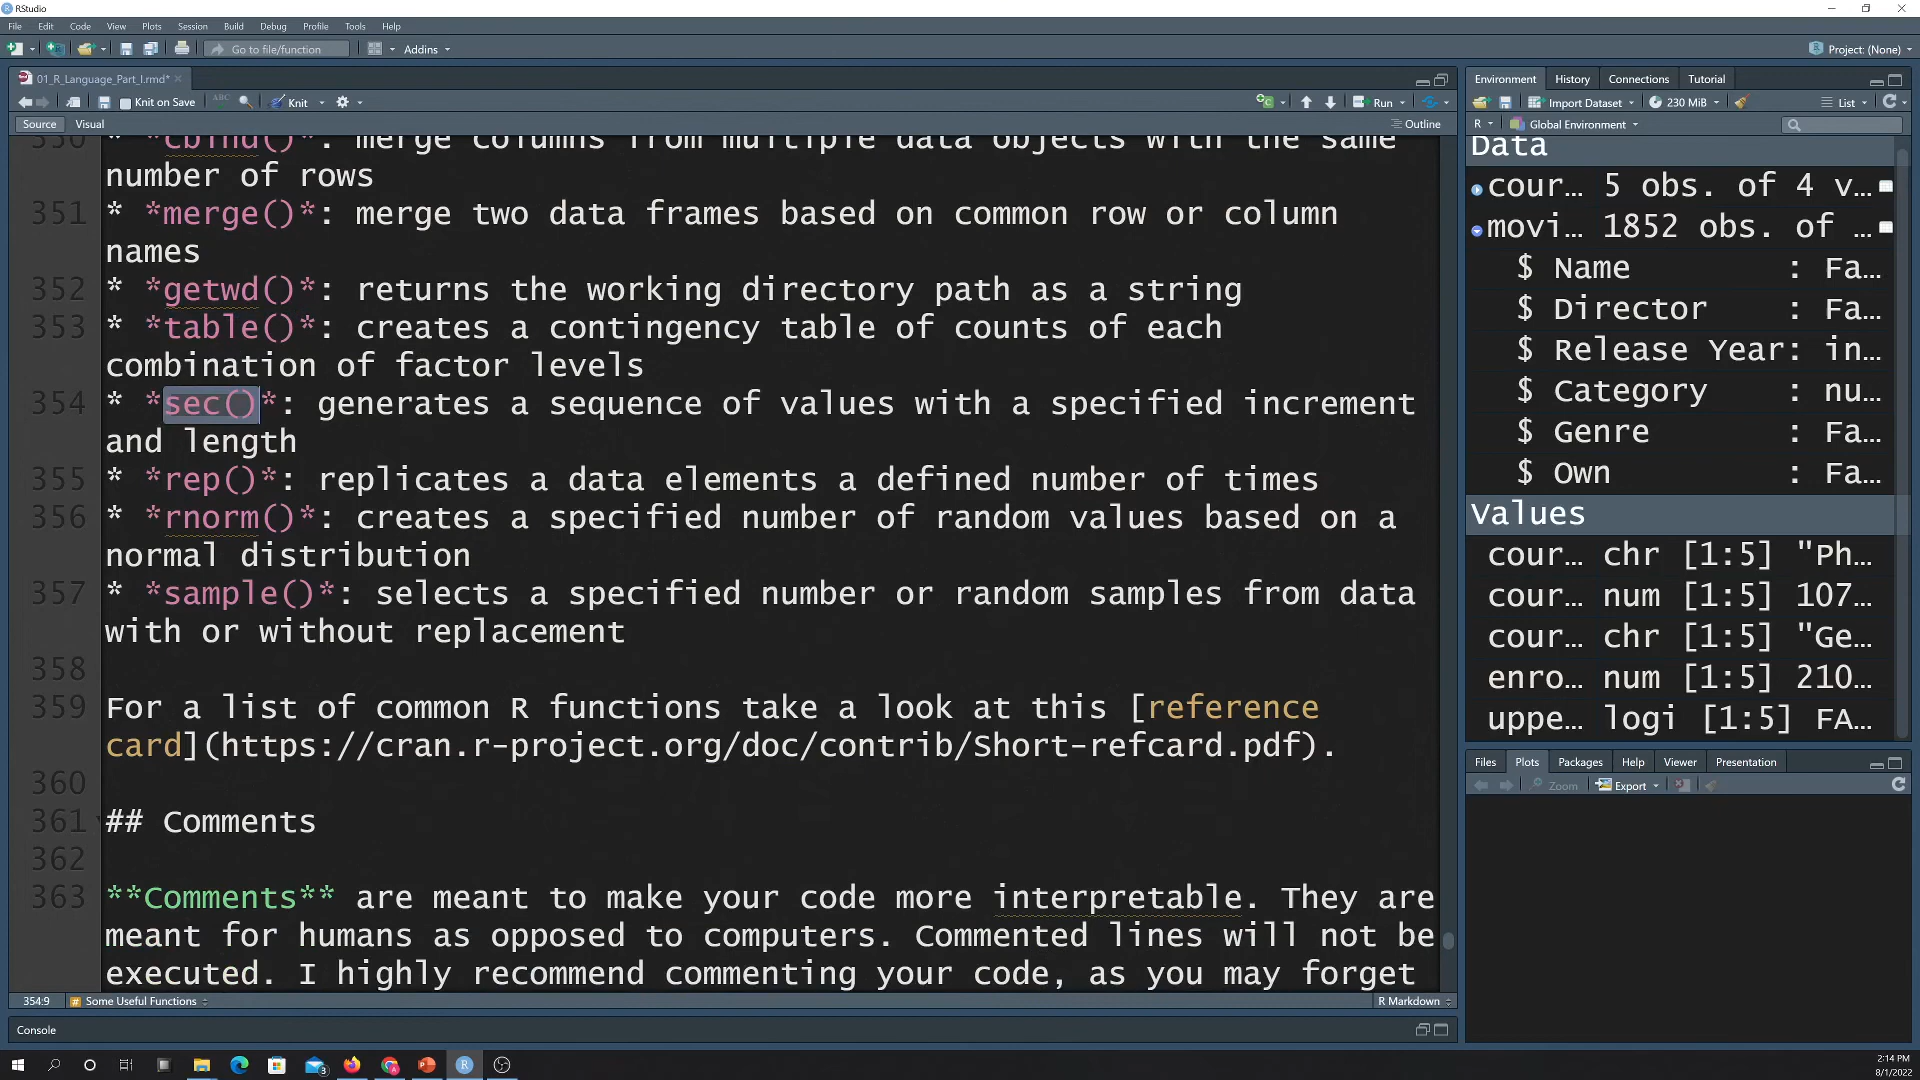 RStudio
File Edit Code View Plots Session Build Debug Profile Tools Help
Go to file/function Addins Project: (None)
01_R_Language_Part_I.rmd*
Knit on Save Knit Run
Source Visual Outline
350 * *cbind()*: merge columns from multiple data objects with the same
number of rows
351 * *merge()*: merge two data frames based on common row or column
names
352 * *getwd()*: returns the working directory path as a string
353 * *table()*: creates a contingency table of counts of each
combination of factor levels
354 * *sec()*: generates a sequence of values with a specified increment
and length
355 * *rep()*: replicates a data elements a defined number of times
356 * *rnorm()*: creates a specified number of random values based on a
normal distribution
357 * *sample()*: selects a specified number or random samples from data
with or without replacement
358
359 For a list of common R functions take a look at this [reference
card](https://cran.r-project.org/doc/contrib/Short-refcard.pdf).
360
361 ## Comments
362
363 **Comments** are meant to make your code more interpretable. They are
meant for humans as opposed to computers. Commented lines will not be
executed. I highly recommend commenting your code, as you may forget
354:9 # Some Useful Functions R Markdown
Console
Environment History Connections Tutorial
Import Dataset 230 MiB List
R Global Environment
Data
cour... 5 obs. of 4 v...
movi... 1852 obs. of ...
$ Name : Fa...
$ Director : Fa...
$ Release Year: in...
$ Category : nu...
$ Genre : Fa...
$ Own : Fa...
Values
cour... chr [1:5] "Ph...
cour... num [1:5] 107...
cour... chr [1:5] "Ge...
enro... num [1:5] 210...
uppe... logi [1:5] FA...
Files Plots Packages Help Viewer Presentation
Zoom Export
2:14 PM
8/1/2022